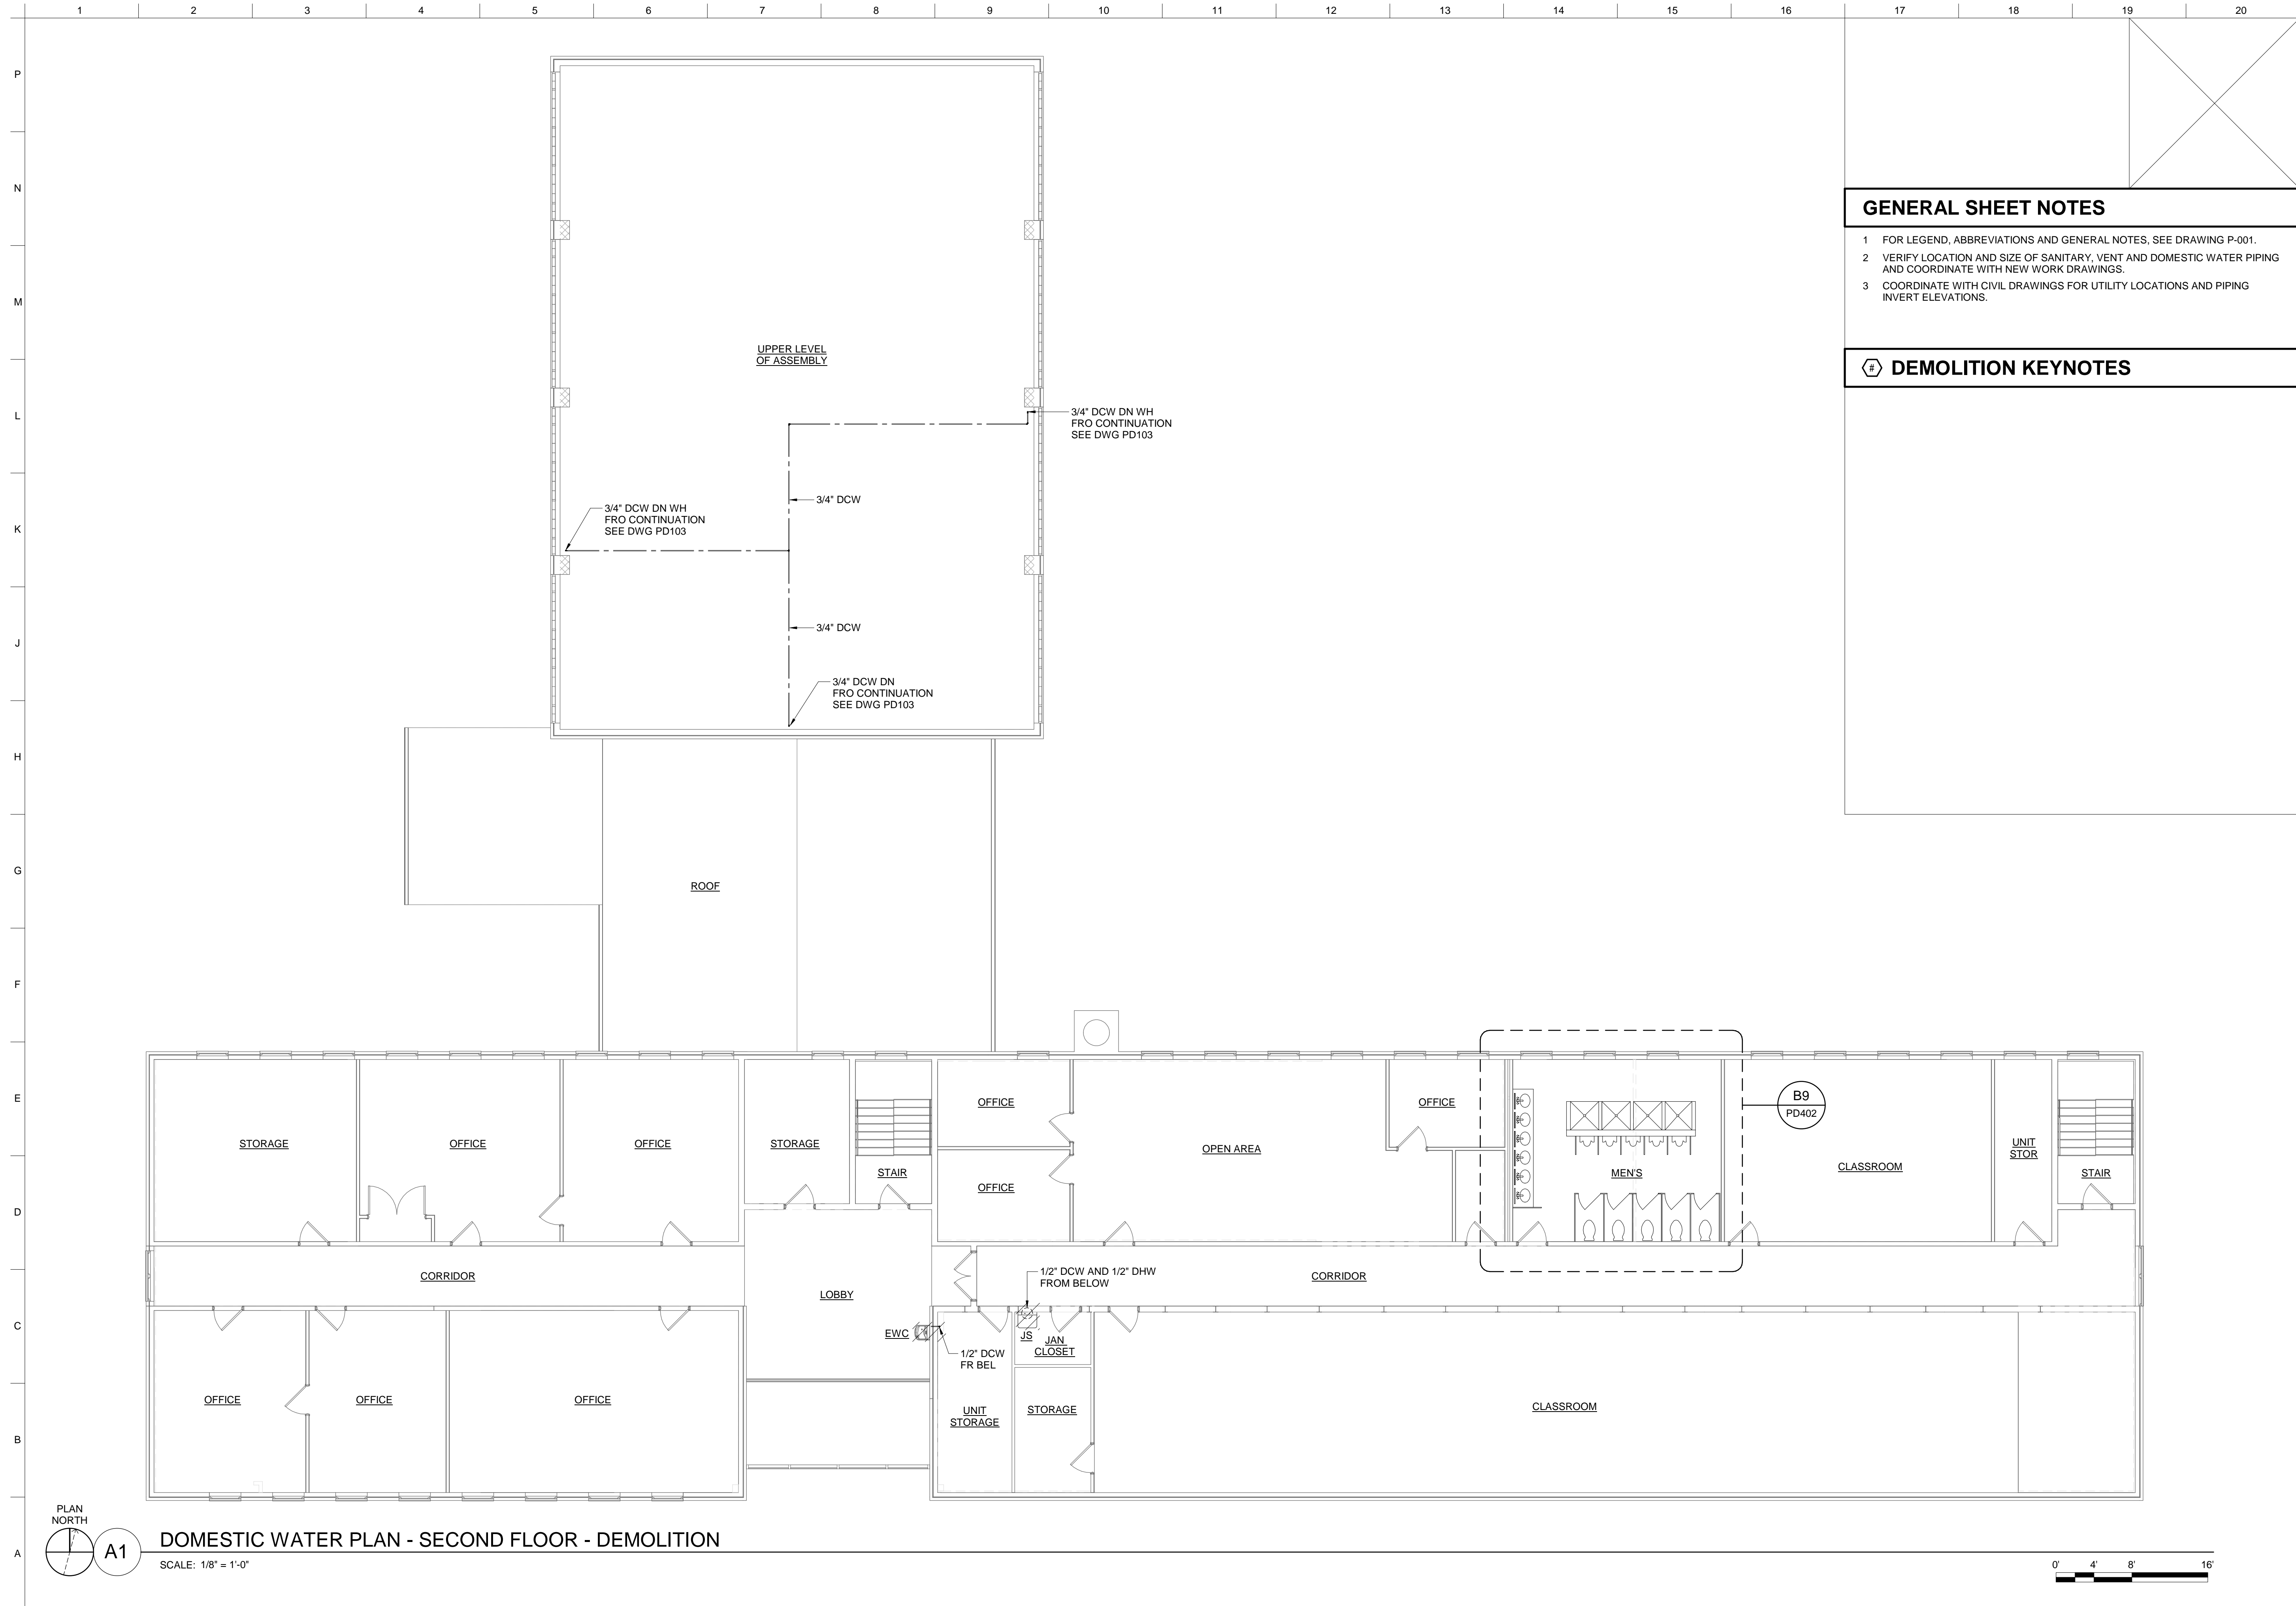 1 2 3 4 5 6 7 8 9 10 11 12 13 14 15 16 17 18 19 20
P
N
M
L
K
J
H
G
F
E
D
C
B
A
GENERAL SHEET NOTES
1 FOR LEGEND, ABBREVIATIONS AND GENERAL NOTES, SEE DRAWING P-001.
2 VERIFY LOCATION AND SIZE OF SANITARY, VENT AND DOMESTIC WATER PIPING
AND COORDINATE WITH NEW WORK DRAWINGS.
3 COORDINATE WITH CIVIL DRAWINGS FOR UTILITY LOCATIONS AND PIPING
INVERT ELEVATIONS.
# DEMOLITION KEYNOTES
UPPER LEVEL
OF ASSEMBLY
3/4" DCW DN WH
FRO CONTINUATION
SEE DWG PD103
3/4" DCW
3/4" DCW DN WH
FRO CONTINUATION
SEE DWG PD103
3/4" DCW
3/4" DCW DN
FRO CONTINUATION
SEE DWG PD103
ROOF
STORAGE
OFFICE
OFFICE
STORAGE
STAIR
OFFICE
OFFICE
OPEN AREA
OFFICE
MEN'S
B9
PD402
CLASSROOM
UNIT
STOR
STAIR
CORRIDOR
LOBBY
1/2" DCW AND 1/2" DHW
FROM BELOW
CORRIDOR
EWC
1/2" DCW
FR BEL
JS
JAN
CLOSET
OFFICE
OFFICE
OFFICE
UNIT
STORAGE
STORAGE
CLASSROOM
PLAN
NORTH
A1
DOMESTIC WATER PLAN - SECOND FLOOR - DEMOLITION
SCALE: 1/8" = 1'-0"
0' 4' 8' 16'